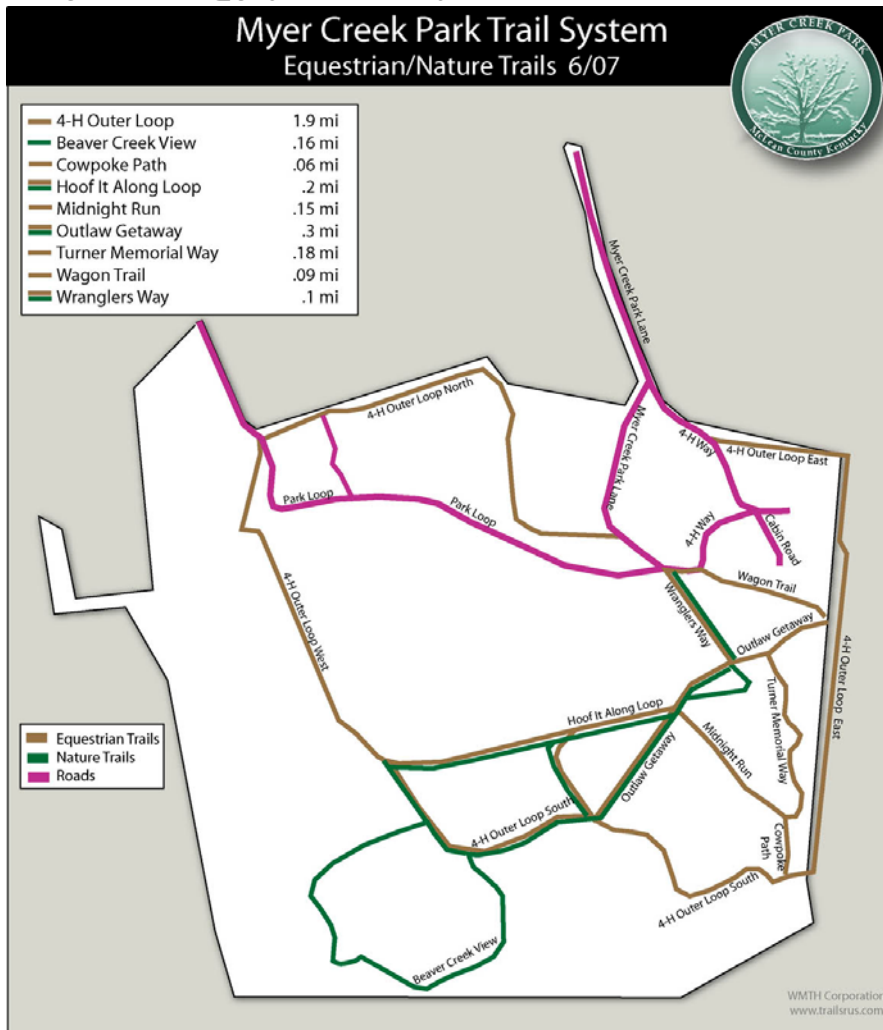 Myer Creek Park Trail System
Equestrian/Nature Trails 6/07
MYER CREEK PARK
McLean County Kentucky
4-H Outer Loop 1.9 mi
Beaver Creek View .16 mi
Cowpoke Path .06 mi
Hoof It Along Loop .2 mi
Midnight Run .15 mi
Outlaw Getaway .3 mi
Turner Memorial Way .18 mi
Wagon Trail .09 mi
Wranglers Way .1 mi
Myer Creek Park Lane
4-H Outer Loop North
Myer Creek Park Lane
4-H Way
4-H Outer Loop East
Park Loop
Park Loop
4-H Way
Cabin Road
Wagon Trail
4-H Outer Loop West
Wranglers Way
Outlaw Getaway
4-H Outer Loop East
Turner Memorial Way
Hoof It Along Loop
Midnight Run
Outlaw Getaway
Equestrian Trails
Nature Trails
Roads
4-H Outer Loop South
Cowpoke
Path
4-H Outer Loop South
Beaver Creek View
WMTH Corporation
www.trailsrus.com